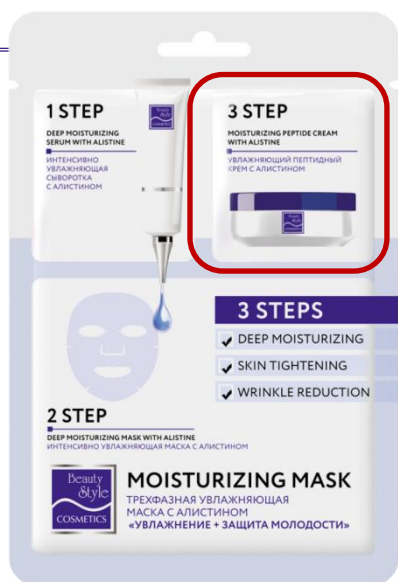 1 STEP
DEEP MOISTURIZING
SERUM WITH ALISTINE
ИНТЕНСИВНО
УВЛАЖНЯЮЩАЯ
СЫВОРОТКА
С АЛИСТИНОМ
3 STEP
MOISTURIZING PEPTIDE CREAM
WITH ALISTINE
УВЛАЖНЯЮЩИЙ ПЕПТИДНЫЙ
КРЕМ С АЛИСТИНОМ
3 STEPS
DEEP MOISTURIZING
SKIN TIGHTENING
WRINKLE REDUCTION
2 STEP
DEEP MOISTURIZING MASK WITH ALISTINE
ИНТЕНСИВНО УВЛАЖНЯЮЩАЯ МАСКА С АЛИСТИНОМ
Beauty
Style
COSMETICS
MOISTURIZING MASK
ТРЕХФАЗНАЯ УВЛАЖНЯЮЩАЯ
МАСКА С АЛИСТИНОМ
«УВЛАЖНЕНИЕ + ЗАЩИТА МОЛОДОСТИ»